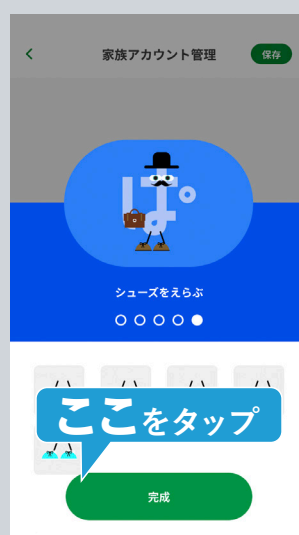 家族アカウント管理
保存
ぱ
シューズをえらぶ
ここをタップ
完成